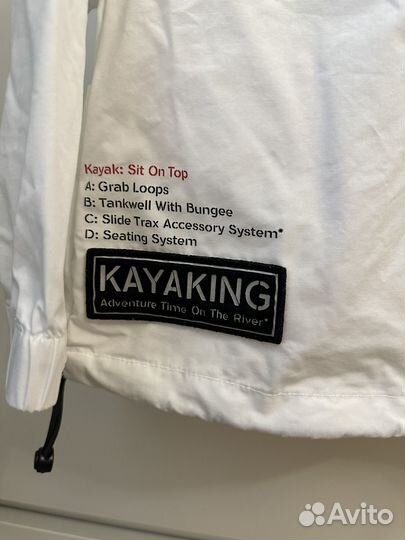 Kayak: Sit On Top
A: Grab Loops
B: Tankwell With Bungee
C: Slide Trax Accessory System*
D: Seating System
KAYAKING
Adventure Time On The River*
Avito